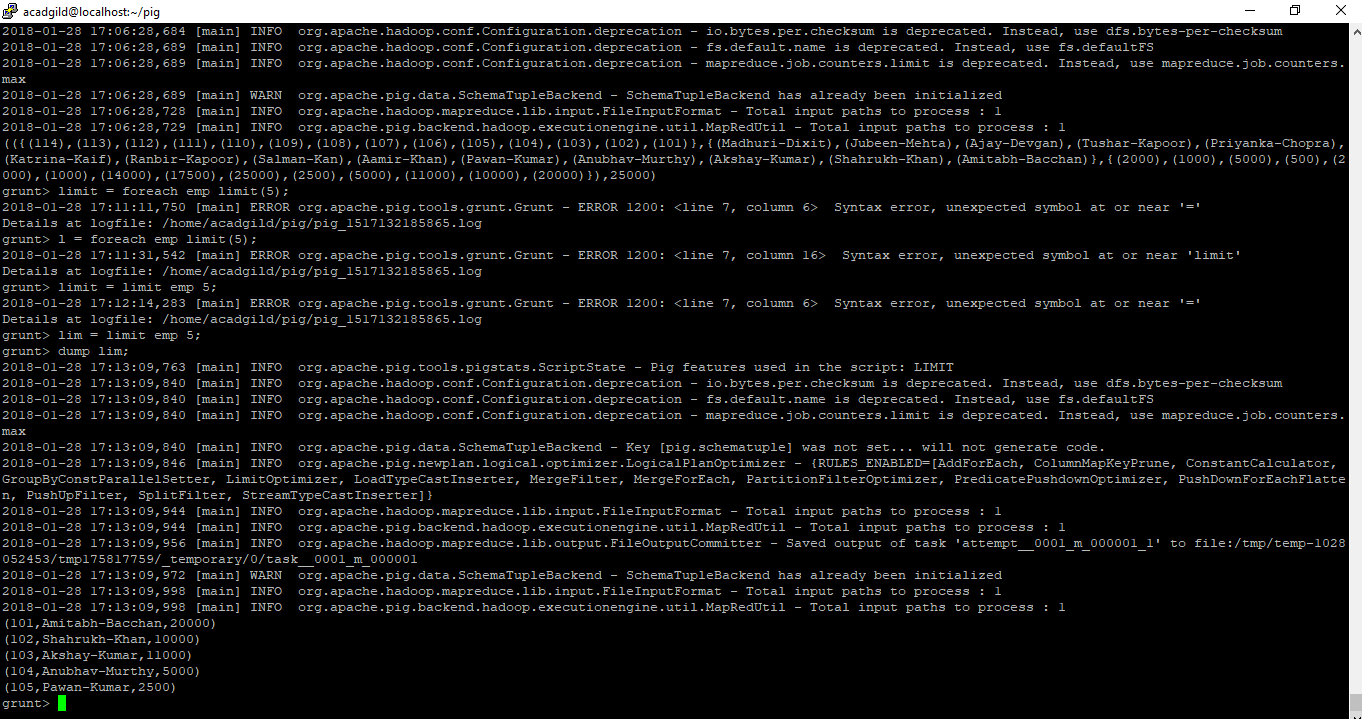 acadgild@localhost:~/pig
2018-01-28 17:06:28,684 [main] INFO  org.apache.hadoop.conf.Configuration.deprecation - io.bytes.per.checksum is deprecated. Instead, use dfs.bytes-per-checksum
2018-01-28 17:06:28,689 [main] INFO  org.apache.hadoop.conf.Configuration.deprecation - fs.default.name is deprecated. Instead, use fs.defaultFS
2018-01-28 17:06:28,689 [main] INFO  org.apache.hadoop.conf.Configuration.deprecation - mapreduce.job.counters.limit is deprecated. Instead, use mapreduce.job.counters.
max
2018-01-28 17:06:28,689 [main] WARN  org.apache.pig.data.SchemaTupleBackend - SchemaTupleBackend has already been initialized
2018-01-28 17:06:28,728 [main] INFO  org.apache.hadoop.mapreduce.lib.input.FileInputFormat - Total input paths to process : 1
2018-01-28 17:06:28,729 [main] INFO  org.apache.pig.backend.hadoop.executionengine.util.MapRedUtil - Total input paths to process : 1
(({(114),(113),(112),(111),(110),(109),(108),(107),(106),(105),(104),(103),(102),(101)},{(Madhuri-Dixit),(Jubeen-Mehta),(Ajay-Devgan),(Tushar-Kapoor),(Priyanka-Chopra),
(Katrina-Kaif),(Ranbir-Kapoor),(Salman-Kan),(Aamir-Khan),(Pawan-Kumar),(Anubhav-Murthy),(Akshay-Kumar),(Shahrukh-Khan),(Amitabh-Bacchan)},{(2000),(1000),(5000),(500),(2
000),(1000),(14000),(17500),(25000),(2500),(5000),(11000),(10000),(20000)}),25000)
grunt> limit = foreach emp limit(5);
2018-01-28 17:11:11,750 [main] ERROR org.apache.pig.tools.grunt.Grunt - ERROR 1200: <line 7, column 6>  Syntax error, unexpected symbol at or near '='
Details at logfile: /home/acadgild/pig/pig_1517132185865.log
grunt> l = foreach emp limit(5);
2018-01-28 17:11:31,542 [main] ERROR org.apache.pig.tools.grunt.Grunt - ERROR 1200: <line 7, column 16>  Syntax error, unexpected symbol at or near 'limit'
Details at logfile: /home/acadgild/pig/pig_1517132185865.log
grunt> limit = limit emp 5;
2018-01-28 17:12:14,283 [main] ERROR org.apache.pig.tools.grunt.Grunt - ERROR 1200: <line 7, column 6>  Syntax error, unexpected symbol at or near '='
Details at logfile: /home/acadgild/pig/pig_1517132185865.log
grunt> lim = limit emp 5;
grunt> dump lim;
2018-01-28 17:13:09,763 [main] INFO  org.apache.pig.tools.pigstats.ScriptState - Pig features used in the script: LIMIT
2018-01-28 17:13:09,840 [main] INFO  org.apache.hadoop.conf.Configuration.deprecation - io.bytes.per.checksum is deprecated. Instead, use dfs.bytes-per-checksum
2018-01-28 17:13:09,840 [main] INFO  org.apache.hadoop.conf.Configuration.deprecation - fs.default.name is deprecated. Instead, use fs.defaultFS
2018-01-28 17:13:09,840 [main] INFO  org.apache.hadoop.conf.Configuration.deprecation - mapreduce.job.counters.limit is deprecated. Instead, use mapreduce.job.counters.
max
2018-01-28 17:13:09,840 [main] INFO  org.apache.pig.data.SchemaTupleBackend - Key [pig.schematuple] was not set... will not generate code.
2018-01-28 17:13:09,846 [main] INFO  org.apache.pig.newplan.logical.optimizer.LogicalPlanOptimizer - {RULES_ENABLED=[AddForEach, ColumnMapKeyPrune, ConstantCalculator,
GroupByConstParallelSetter, LimitOptimizer, LoadTypeCastInserter, MergeFilter, MergeForEach, PartitionFilterOptimizer, PredicatePushdownOptimizer, PushDownForEachFlatte
n, PushUpFilter, SplitFilter, StreamTypeCastInserter]}
2018-01-28 17:13:09,944 [main] INFO  org.apache.hadoop.mapreduce.lib.input.FileInputFormat - Total input paths to process : 1
2018-01-28 17:13:09,944 [main] INFO  org.apache.pig.backend.hadoop.executionengine.util.MapRedUtil - Total input paths to process : 1
2018-01-28 17:13:09,956 [main] INFO  org.apache.hadoop.mapreduce.lib.output.FileOutputCommitter - Saved output of task 'attempt__0001_m_000001_1' to file:/tmp/temp-1028
052453/tmp175817759/_temporary/0/task__0001_m_000001
2018-01-28 17:13:09,972 [main] WARN  org.apache.pig.data.SchemaTupleBackend - SchemaTupleBackend has already been initialized
2018-01-28 17:13:09,998 [main] INFO  org.apache.hadoop.mapreduce.lib.input.FileInputFormat - Total input paths to process : 1
2018-01-28 17:13:09,998 [main] INFO  org.apache.pig.backend.hadoop.executionengine.util.MapRedUtil - Total input paths to process : 1
(101,Amitabh-Bacchan,20000)
(102,Shahrukh-Khan,10000)
(103,Akshay-Kumar,11000)
(104,Anubhav-Murthy,5000)
(105,Pawan-Kumar,2500)
grunt>